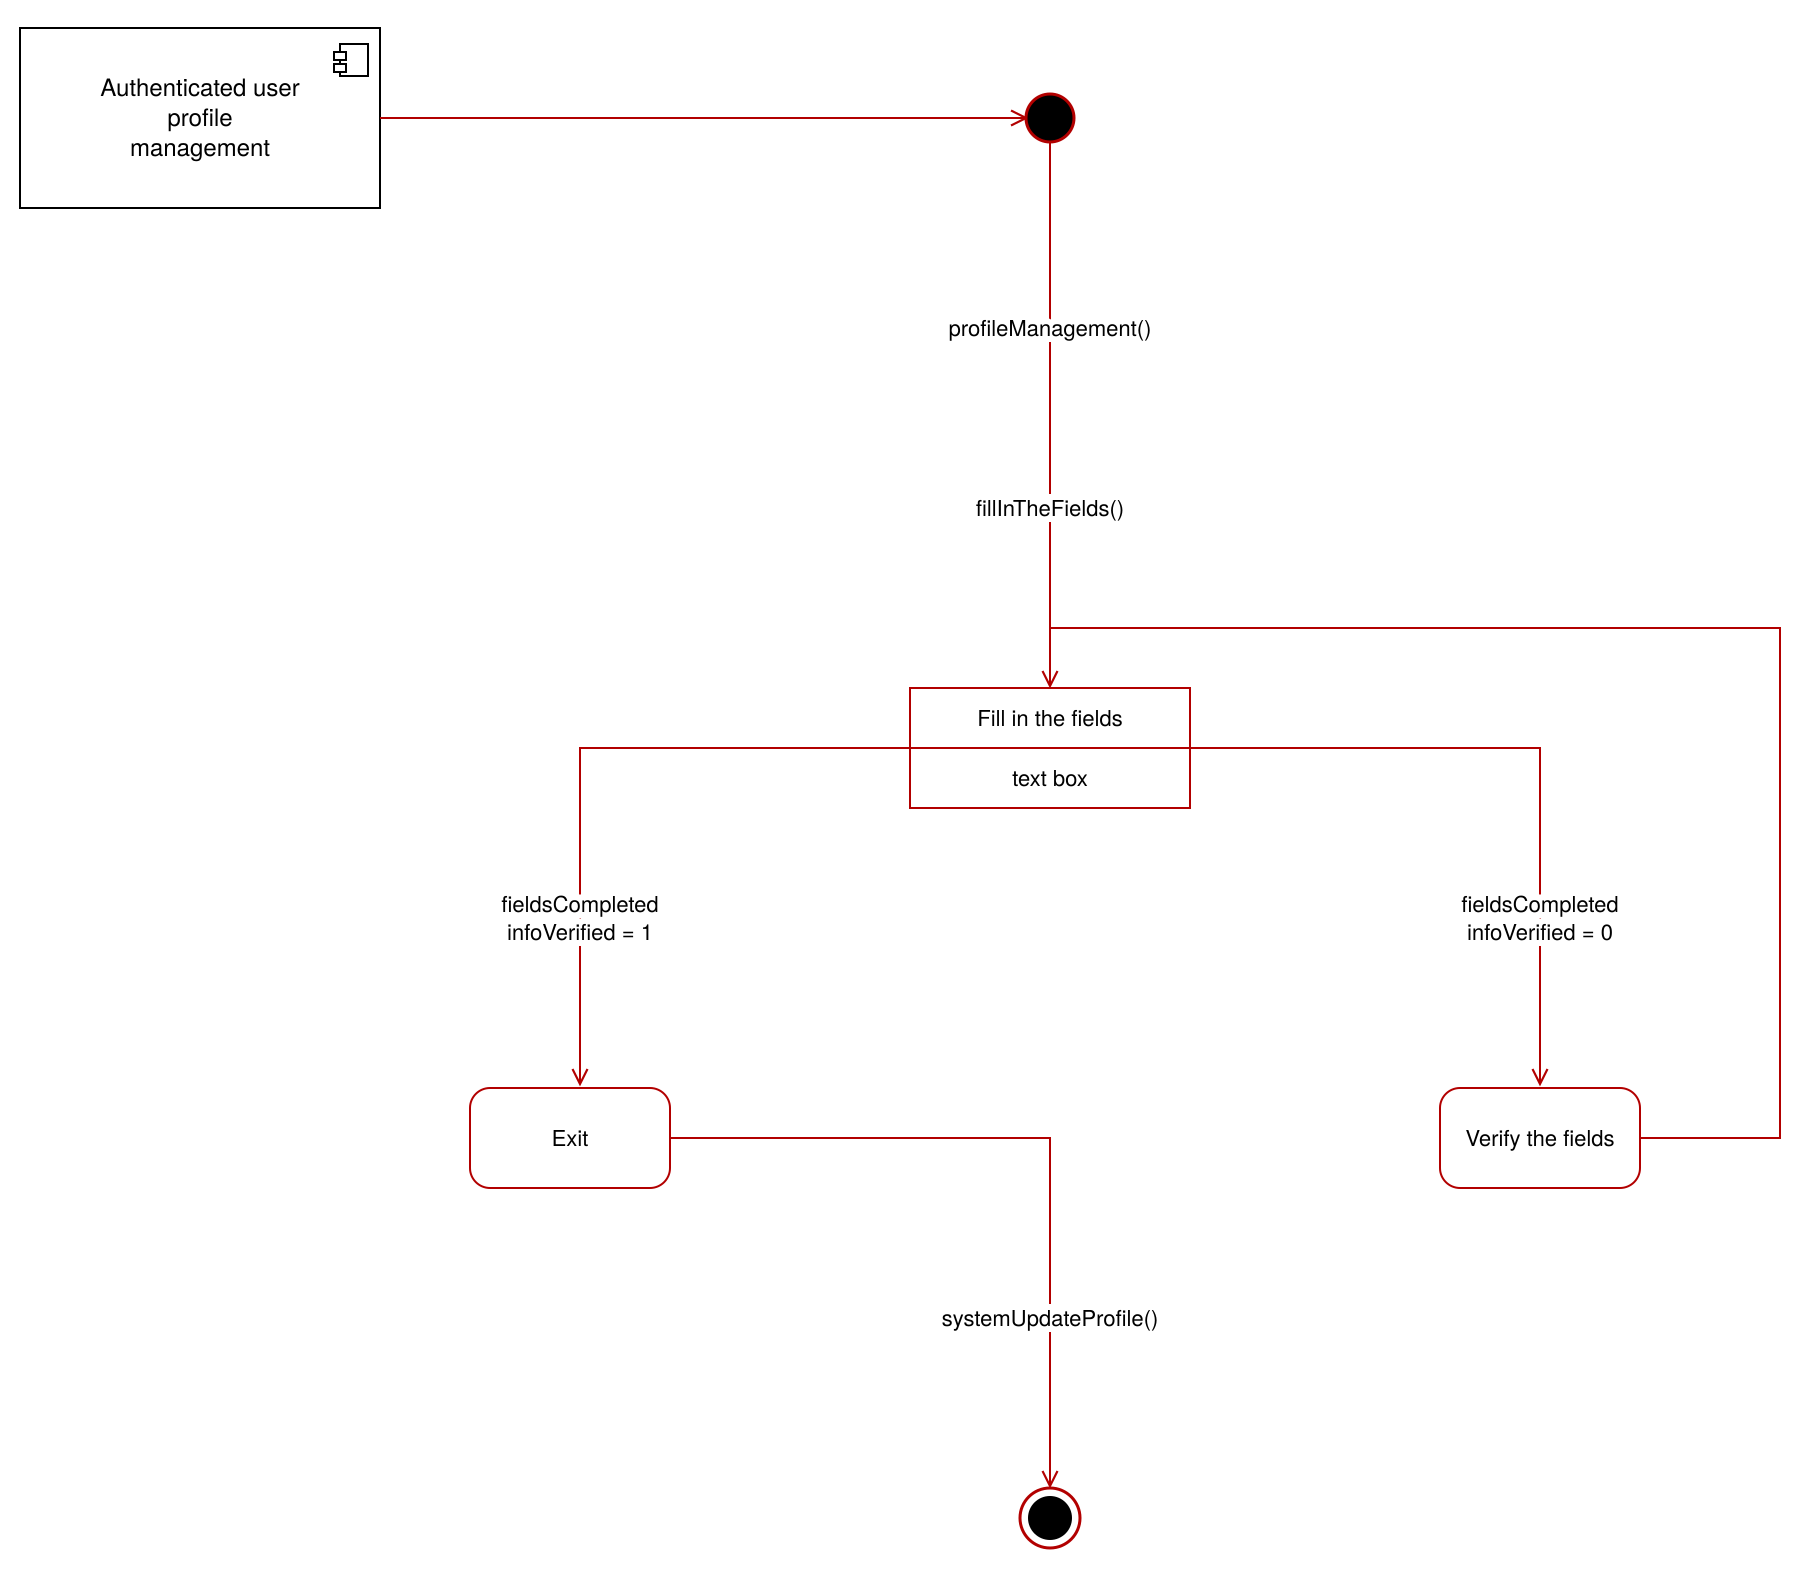 Authenticated user
profile
management
profileManagement()
fillInTheFields()
Fill in the fields
text box
fieldsCompleted
infoVerified = 1
fieldsCompleted
infoVerified = 0
Exit
Verify the fields
systemUpdateProfile()